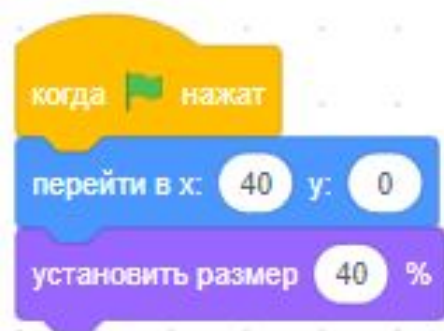 когда нажат
перейти в х: 40 у: 0
установить размер 40 %